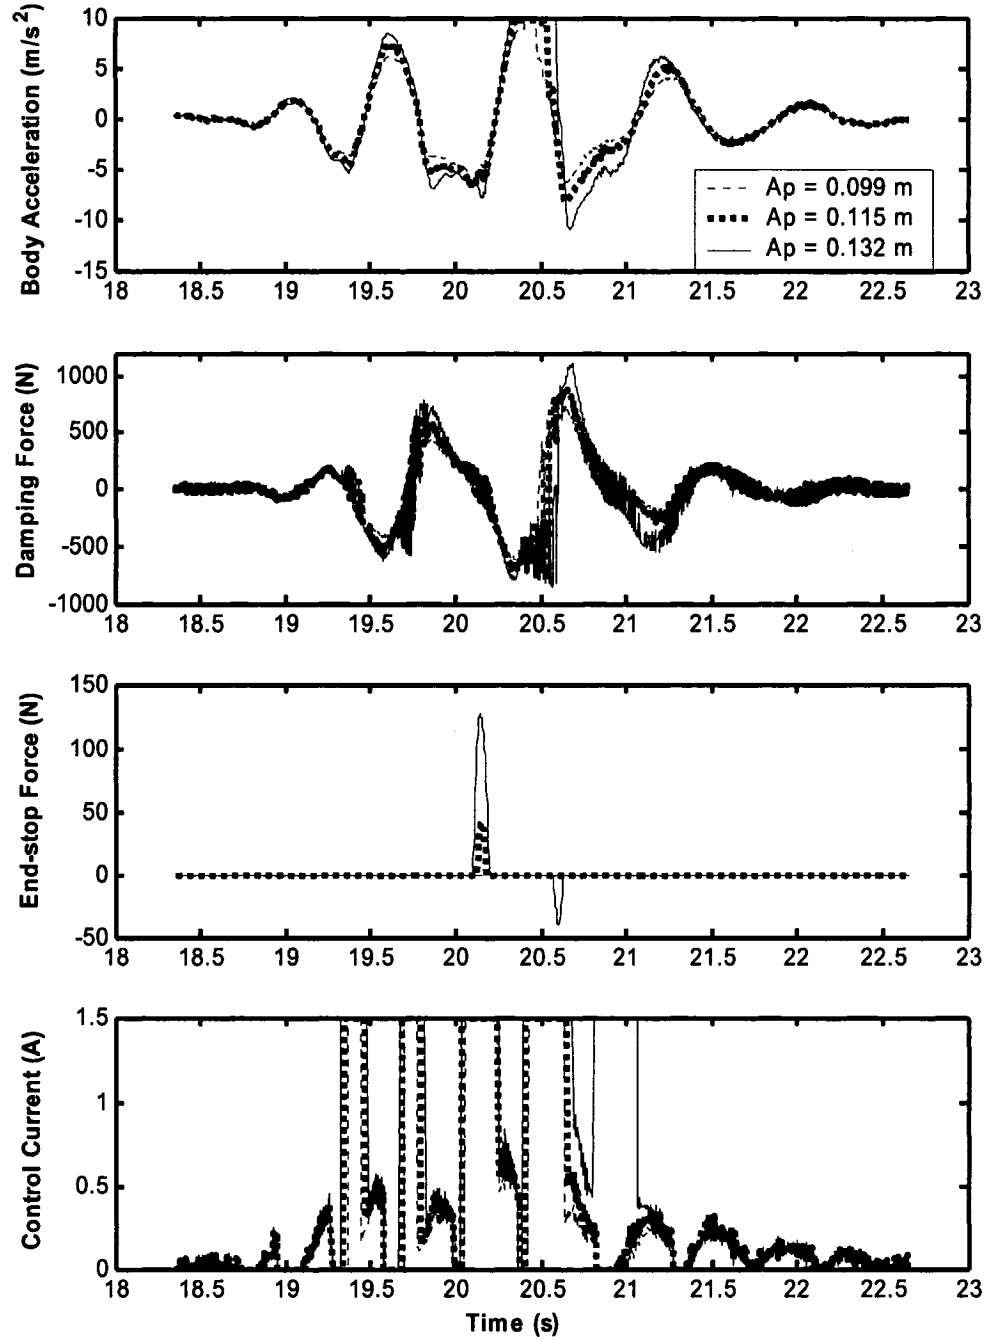 Body Acceleration (m/s²)
10
5
0
-5
-10
-15
Ap = 0.099 m
Ap = 0.115 m
Ap = 0.132 m
18 18.5 19 19.5 20 20.5 21 21.5 22 22.5 23
Damping Force (N)
1000
500
0
-500
-1000
18 18.5 19 19.5 20 20.5 21 21.5 22 22.5 23
End-stop Force (N)
150
100
50
0
-50
18 18.5 19 19.5 20 20.5 21 21.5 22 22.5 23
Control Current (A)
1.5
1
0.5
0
18 18.5 19 19.5 20 20.5 21 21.5 22 22.5 23
Time (s)